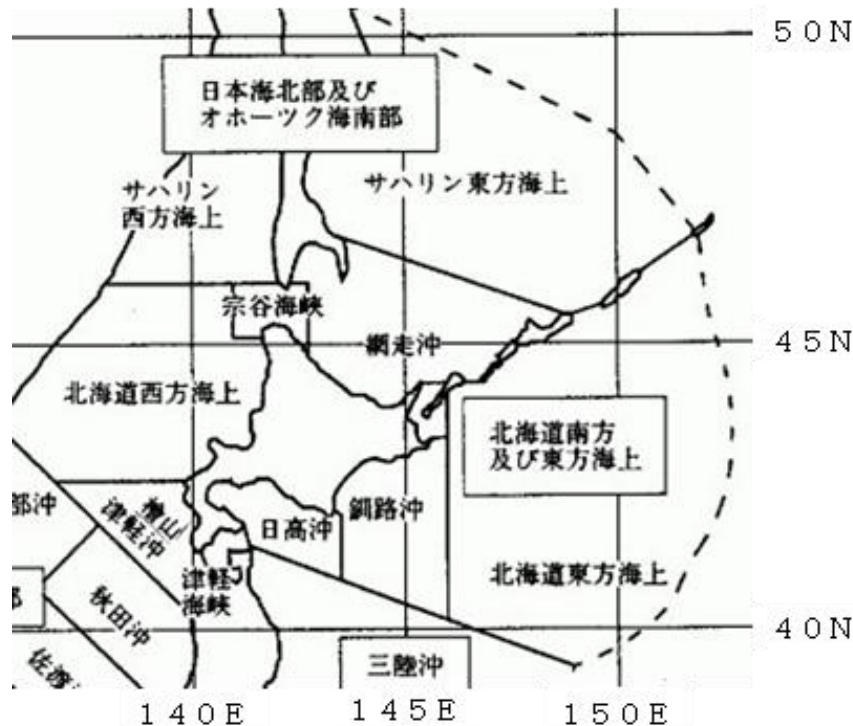 50N
日本海北部及び
オホーツク海南部
サハリン
西方海上
サハリン東方海上
宗谷海峡
45N
網走沖
北海道西方海上
北海道南方
及び東方海上
部沖
檜山
津軽沖
日高沖
釧路沖
北海道東方海上
津軽
海峡
部
秋田沖
40N
三陸沖
佐渡
140E
145E
150E